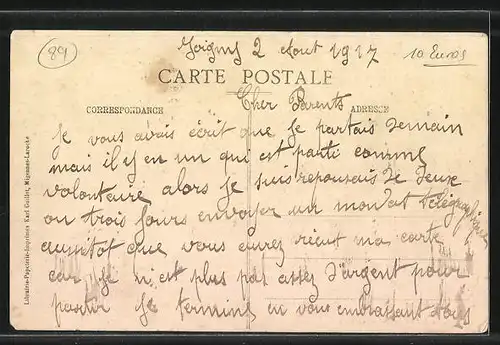 89
Joigny 2 Aout 1917
10 Euros
CARTE POSTALE
Cher Parents
CORRESPONDANCE
ADRESSE
Je vous avais écrit que je partais demain
mais il y en un qui est parti comme
volontaire alors je suis repousais de deux
ou trois jours envoyer un mandat télégraphique
aussitot que vous aurez recut ma carte
car je n'est plus pas assez d'argent pour
partir je termine en vous embrassant tous
Librairie-Papeterie-Imprimerie Karl Guillot, Migennes-Laroche